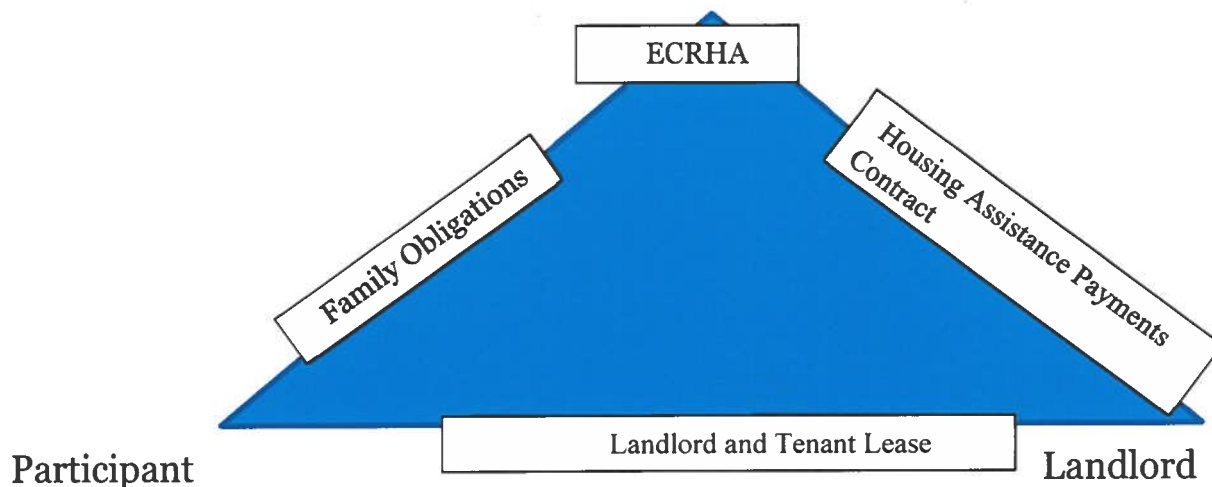 ECRHA
Family Obligations
Housing Assistance Payments
Contract
Landlord and Tenant Lease
Participant
Landlord